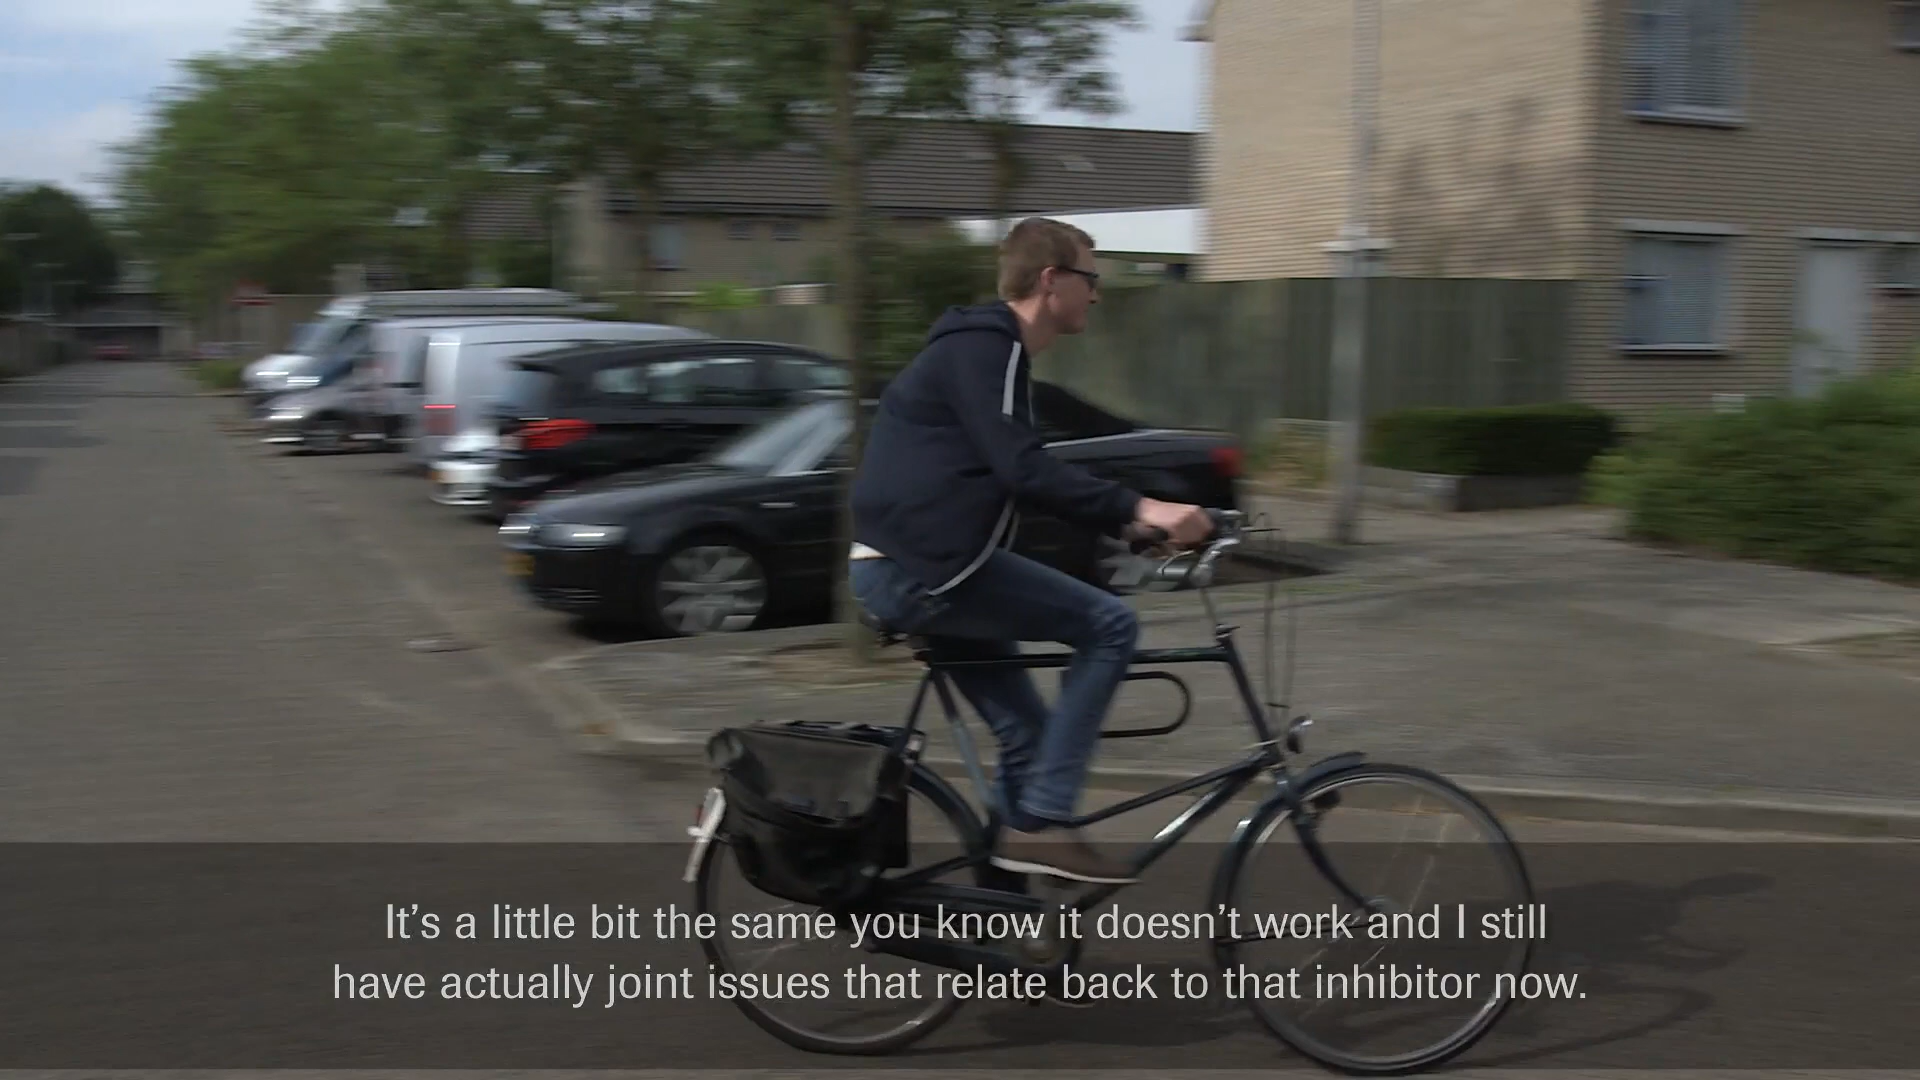 It’s a little bit the same you know it doesn’t work and I still
have actually joint issues that relate back to that inhibitor now.